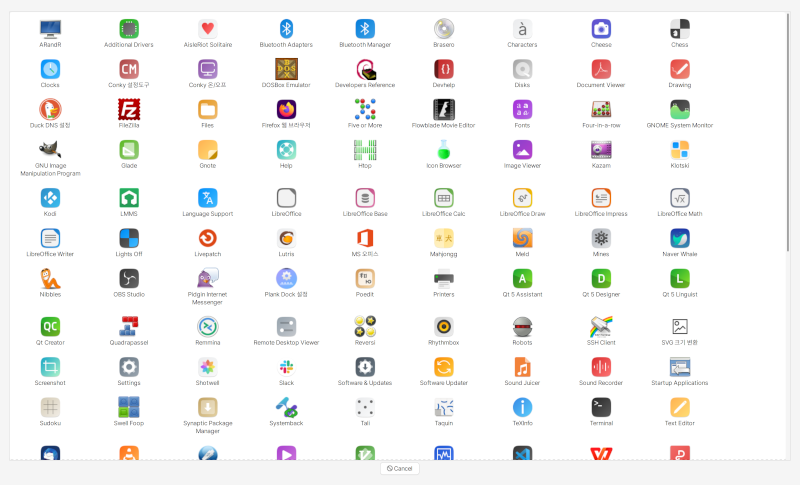 ARandR
Additional Drivers
AisleRiot Solitaire
Bluetooth Adapters
Bluetooth Manager
Brasero
Characters
Cheese
Chess
Clocks
Conky 설정도구
Conky 온/오프
DOSBox Emulator
Developers Reference
Devhelp
Disks
Document Viewer
Drawing
Duck DNS 설정
FileZilla
Files
Firefox 웹 브라우저
Five or More
Flowblade Movie Editor
Fonts
Four-in-a-row
GNOME System Monitor
GNU Image
Manipulation Program
Glade
Gnote
Help
Htop
Icon Browser
Image Viewer
Kazam
Klotski
Kodi
LMMS
Language Support
LibreOffice
LibreOffice Base
LibreOffice Calc
LibreOffice Draw
LibreOffice Impress
LibreOffice Math
LibreOffice Writer
Lights Off
Livepatch
Lutris
MS 오피스
Mahjongg
Meld
Mines
Naver Whale
Nibbles
OBS Studio
Pidgin Internet
Messenger
Plank Dock 설정
Poedit
Printers
Qt 5 Assistant
Qt 5 Designer
Qt 5 Linguist
Qt Creator
Quadrapassel
Remmina
Remote Desktop Viewer
Reversi
Rhythmbox
Robots
SSH Client
SVG 크기 변환
Screenshot
Settings
Shotwell
Slack
Software & Updates
Software Updater
Sound Juicer
Sound Recorder
Startup Applications
Sudoku
Swell Foop
Synaptic Package
Manager
Systemback
Tali
Taquin
TeXInfo
Terminal
Text Editor
Cancel